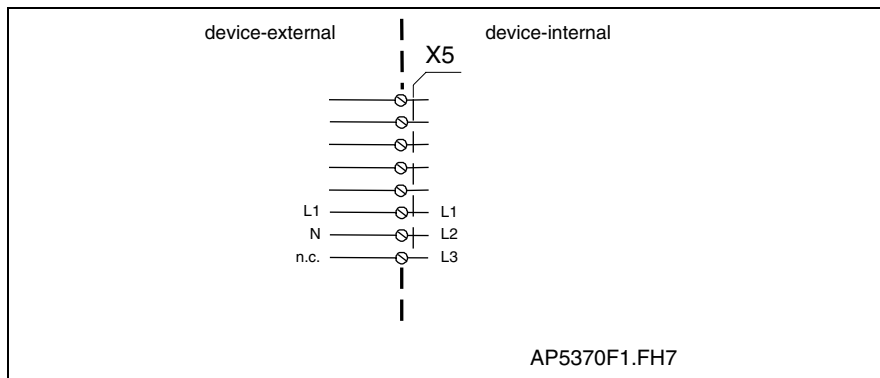 device-external
device-internal
X5
L1 L1
N L2
n.c. L3
AP5370F1.FH7